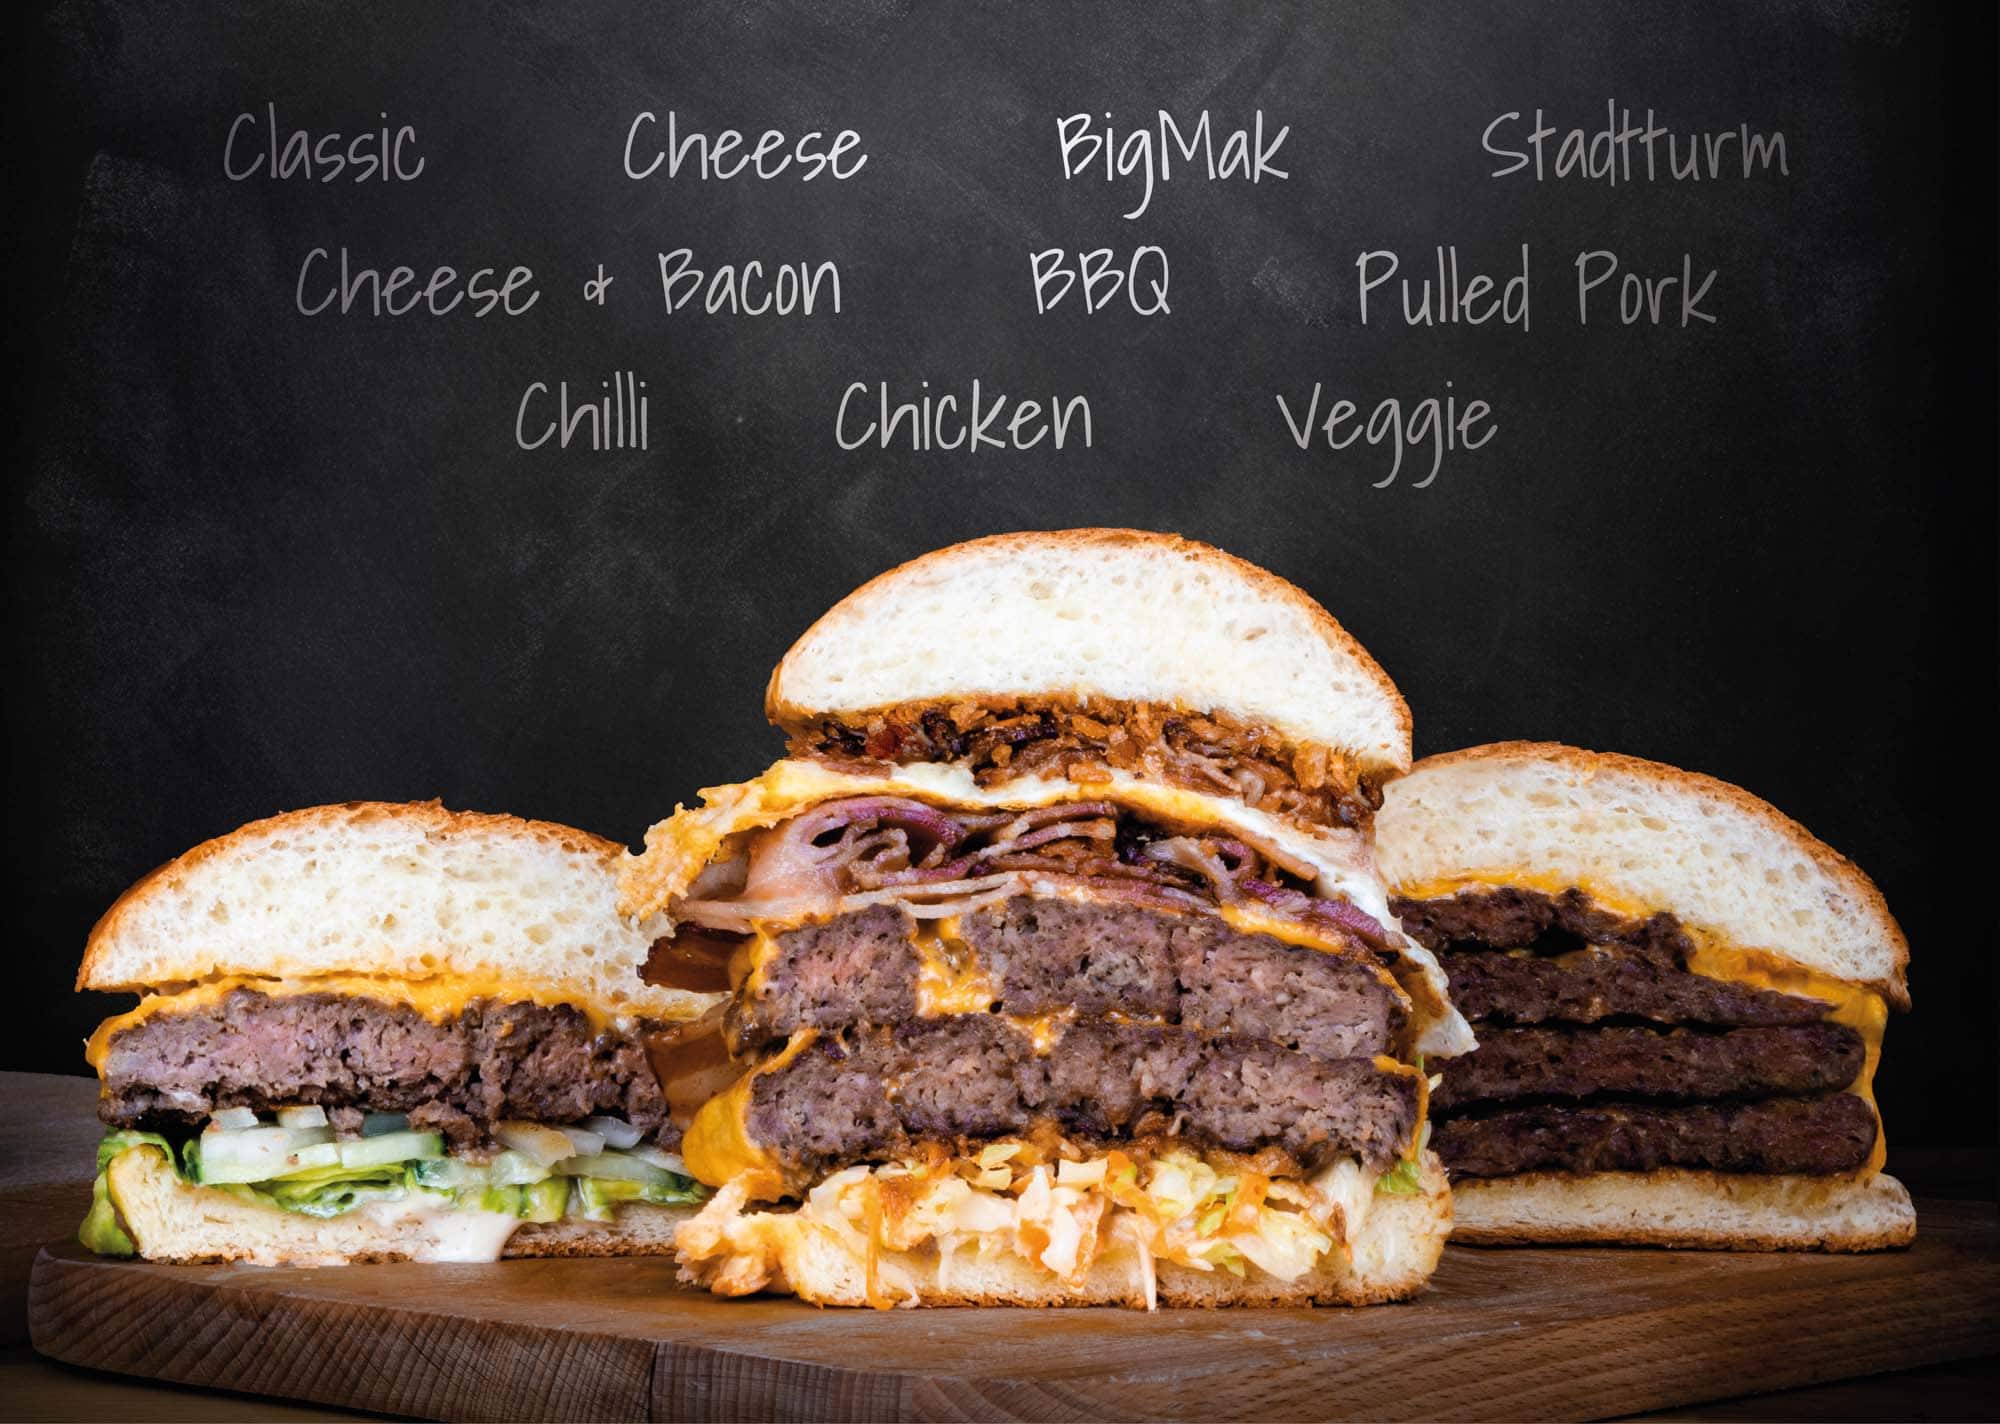 Classic Cheese BigMak Stadtturm
Cheese & Bacon BBQ Pulled Pork
Chilli Chicken Veggie